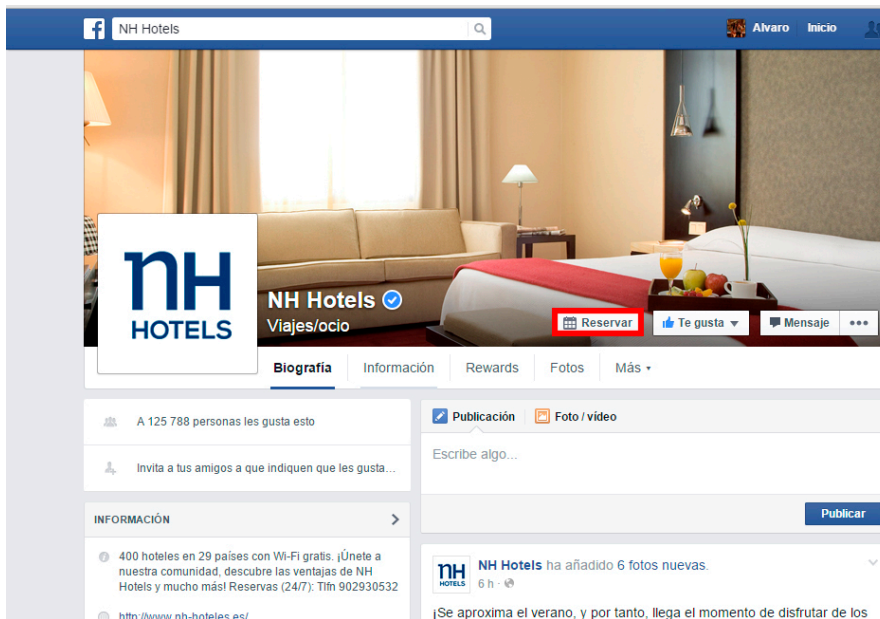 NH Hotels
Alvaro
Inicio
nH
HOTELS
NH Hotels
Viajes/ocio
Reservar
Te gusta
Mensaje
Biografía
Información
Rewards
Fotos
Más
A 125 788 personas les gusta esto
Invita a tus amigos a que indiquen que les gusta...
INFORMACIÓN
400 hoteles en 29 países con Wi-Fi gratis. ¡Únete a
nuestra comunidad, descubre las ventajas de NH
Hotels y mucho más! Reservas (24/7): Tlfn 902930532
http://www.nh-hoteles.es/
Publicación
Foto / vídeo
Escribe algo...
Publicar
nH
HOTELS
NH Hotels ha añadido 6 fotos nuevas.
6 h ·
¡Se aproxima el verano, y por tanto, llega el momento de disfrutar de los